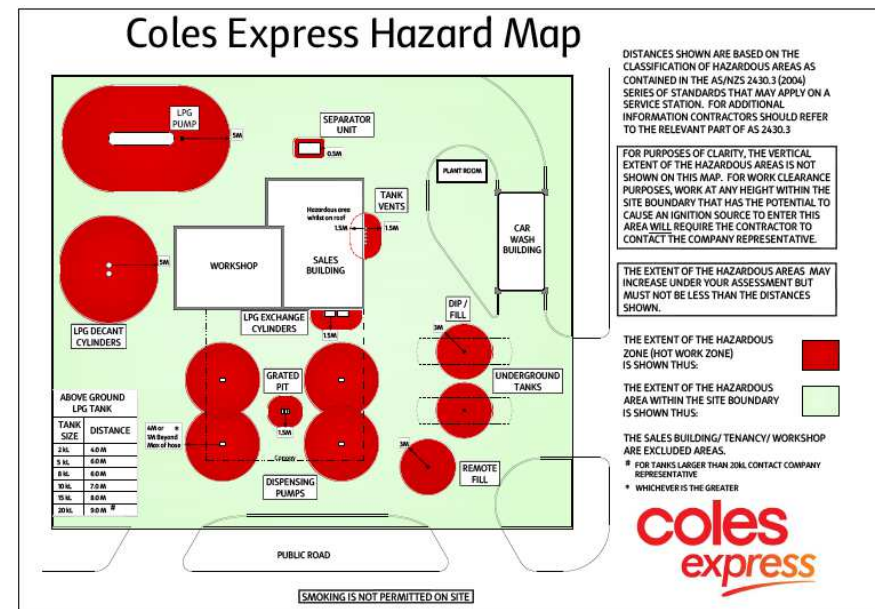 Coles Express Hazard Map
DISTANCES SHOWN ARE BASED ON THE
CLASSIFICATION OF HAZARDOUS AREAS AS
CONTAINED IN THE AS/NZS 2430.3 (2004)
SERIES OF STANDARDS THAT MAY APPLY ON A
SERVICE STATION. FOR ADDITIONAL
INFORMATION CONTRACTORS SHOULD REFER
TO THE RELEVANT PART OF AS 2430.3
FOR PURPOSES OF CLARITY, THE VERTICAL
EXTENT OF THE HAZARDOUS AREAS IS NOT
SHOWN ON THIS MAP. FOR WORK CLEARANCE
PURPOSES, WORK AT ANY HEIGHT WITHIN THE
SITE BOUNDARY THAT HAS THE POTENTIAL TO
CAUSE AN IGNITION SOURCE TO ENTER THIS
AREA WILL REQUIRE THE CONTRACTOR TO
CONTACT THE COMPANY REPRESENTATIVE.
THE EXTENT OF THE HAZARDOUS AREAS MAY
INCREASE UNDER YOUR ASSESSMENT BUT
MUST NOT BE LESS THAN THE DISTANCES
SHOWN.
THE EXTENT OF THE HAZARDOUS
ZONE (HOT WORK ZONE)
IS SHOWN THUS:
THE EXTENT OF THE HAZARDOUS
AREA WITHIN THE SITE BOUNDARY
IS SHOWN THUS:
THE SALES BUILDING/ TENANCY/ WORKSHOP
ARE EXCLUDED AREAS.
# FOR TANKS LARGER THAN 20kL CONTACT COMPANY
REPRESENTATIVE
* WHICHEVER IS THE GREATER
coles
express
LPG
PUMP
5M
SEPARATOR
UNIT
0.5M
PLANT ROOM
TANK
VENTS
Hazardous area
whilst on roof
1.5M
1.5M
CAR
WASH
BUILDING
WORKSHOP
SALES
BUILDING
5M
LPG DECANT
CYLINDERS
LPG EXCHANGE
CYLINDERS
1.5M
DIP /
FILL
3M
UNDERGROUND
TANKS
GRATED
PIT
1.5M
ABOVE GROUND
LPG TANK
TANK SIZE DISTANCE
2 kL 4.0 M
5 kL 6.0 M
8 kL 6.0 M
10 kL 7.0 M
15 kL 8.0 M
20 kL 9.0 M #
4M or *
1M Beyond
Max of hose
Canopy
DISPENSING
PUMPS
3M
REMOTE
FILL
PUBLIC ROAD
SMOKING IS NOT PERMITTED ON SITE